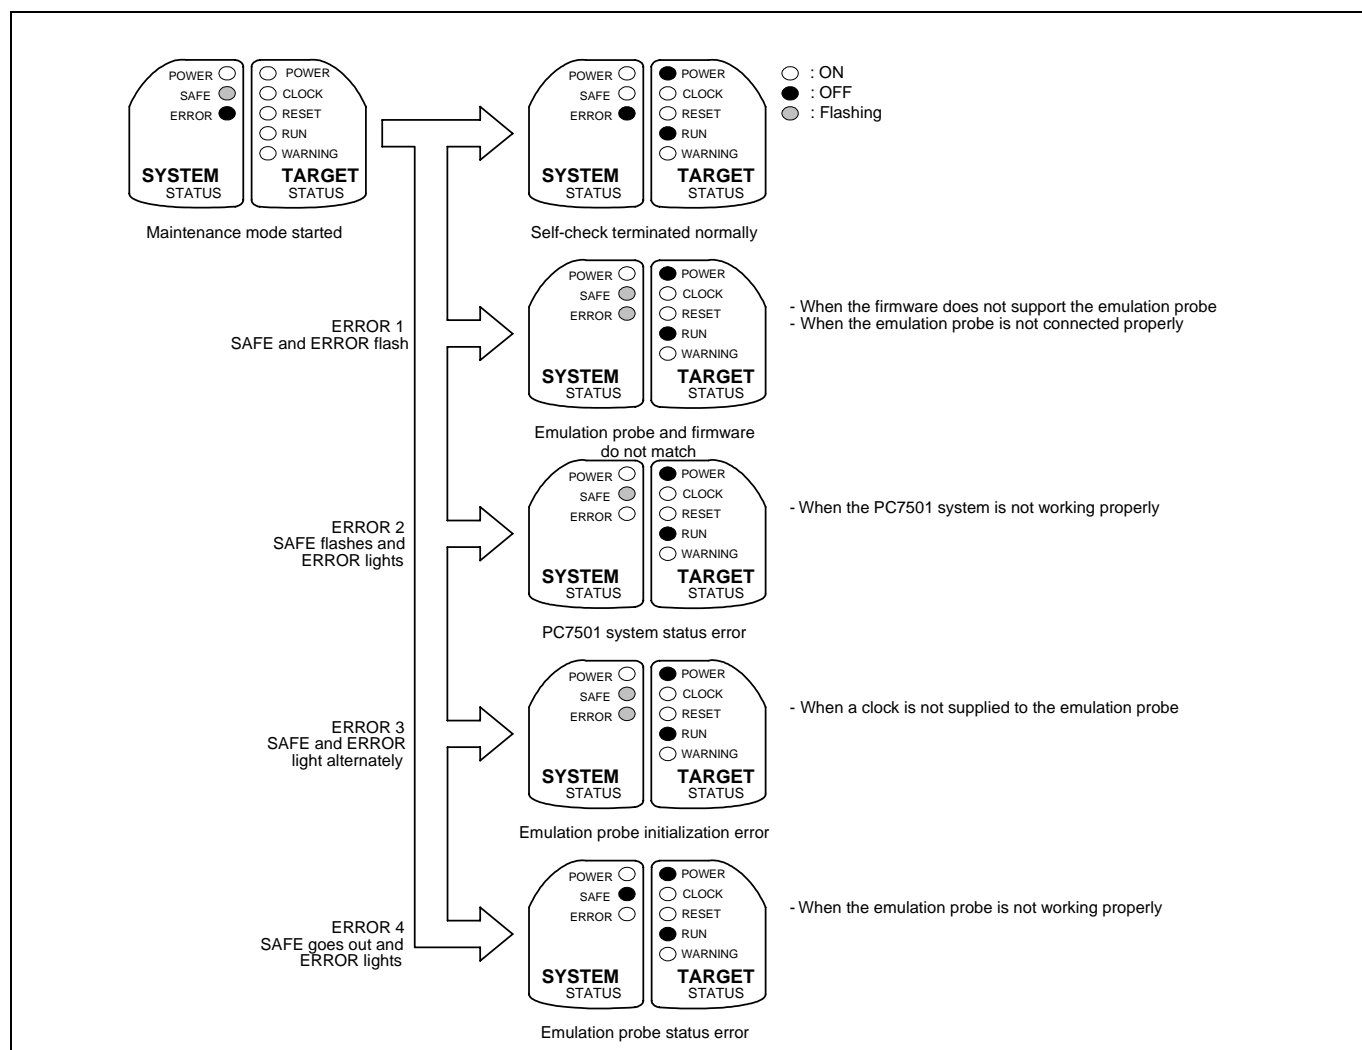 POWER
SAFE
ERROR
SYSTEM
STATUS
POWER
CLOCK
RESET
RUN
WARNING
TARGET
STATUS
Maintenance mode started
POWER
SAFE
ERROR
SYSTEM
STATUS
POWER
CLOCK
RESET
RUN
WARNING
TARGET
STATUS
Self-check terminated normally
: ON
: OFF
: Flashing
ERROR 1
SAFE and ERROR flash
POWER
SAFE
ERROR
SYSTEM
STATUS
POWER
CLOCK
RESET
RUN
WARNING
TARGET
STATUS
Emulation probe and firmware
do not match
- When the firmware does not support the emulation probe
- When the emulation probe is not connected properly
ERROR 2
SAFE flashes and
ERROR lights
POWER
SAFE
ERROR
SYSTEM
STATUS
POWER
CLOCK
RESET
RUN
WARNING
TARGET
STATUS
PC7501 system status error
- When the PC7501 system is not working properly
ERROR 3
SAFE and ERROR
light alternately
POWER
SAFE
ERROR
SYSTEM
STATUS
POWER
CLOCK
RESET
RUN
WARNING
TARGET
STATUS
Emulation probe initialization error
- When a clock is not supplied to the emulation probe
ERROR 4
SAFE goes out and
ERROR lights
POWER
SAFE
ERROR
SYSTEM
STATUS
POWER
CLOCK
RESET
RUN
WARNING
TARGET
STATUS
Emulation probe status error
- When the emulation probe is not working properly